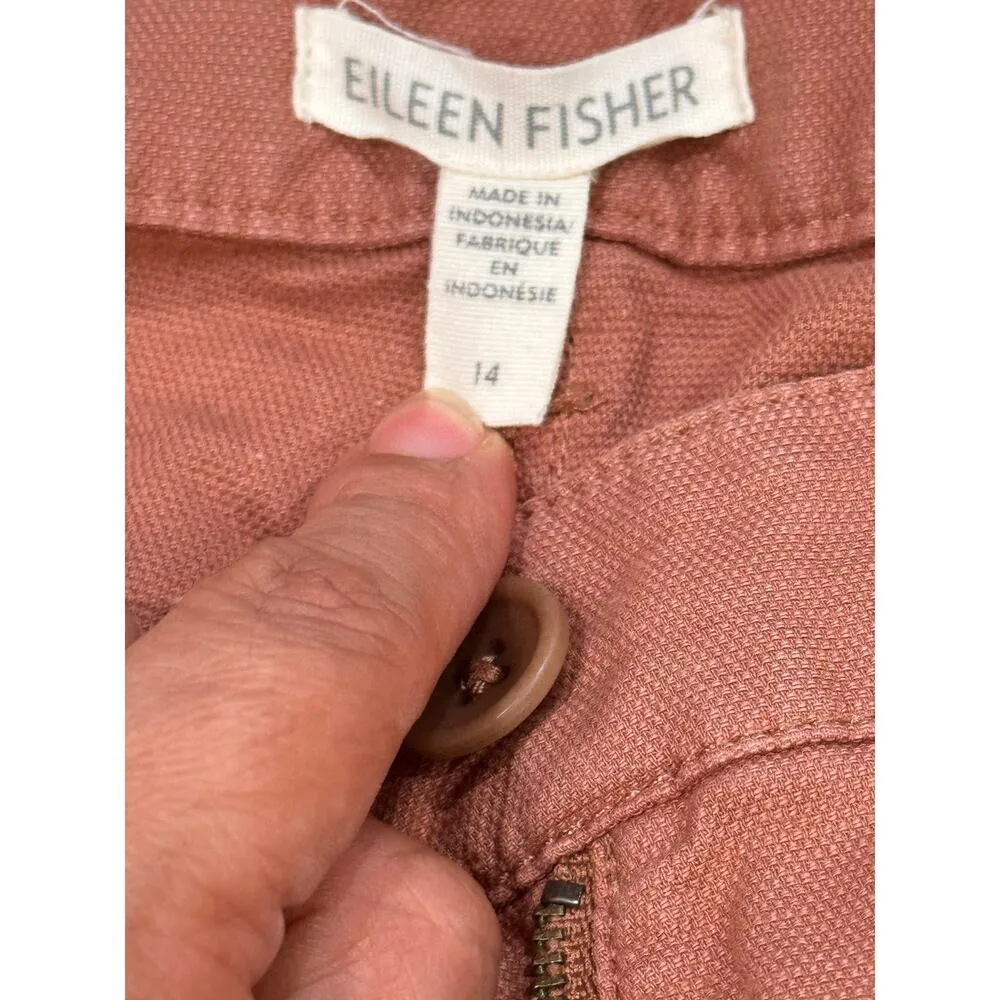 EILEEN FISHER
MADE IN
INDONESIA/
FABRIQUE
EN
INDONÉSIE
14